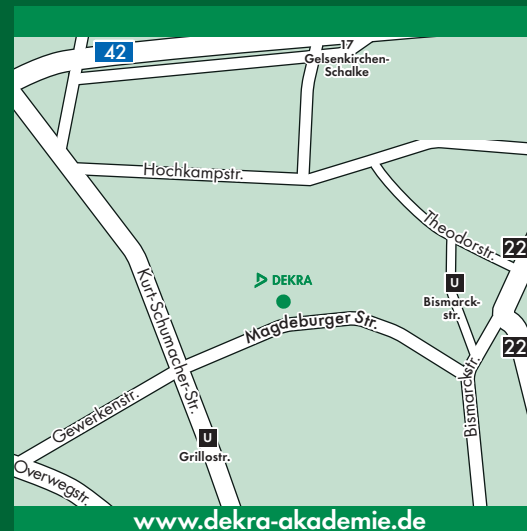 42
17
Gelsenkirchen-
Schalke
Hochkampstr.
Theodorstr.
22
DEKRA
U
Bismarck-
str.
Kurt-Schumacher-Str.
Magdeburger Str.
22
Bismarckstr.
Gewerkenstr.
U
Grillostr.
Overwegstr.
www.dekra-akademie.de